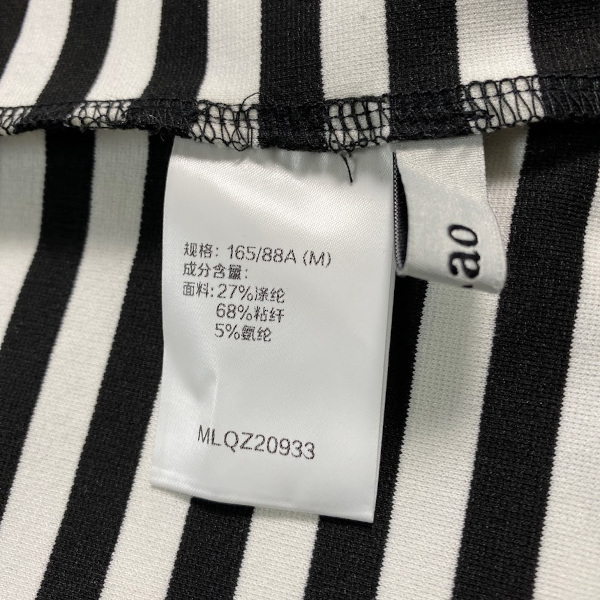 规格: 165/88A (M)
成分含量:
面料: 27%涤纶
68%粘纤
5%氨纶
MLQZ20933